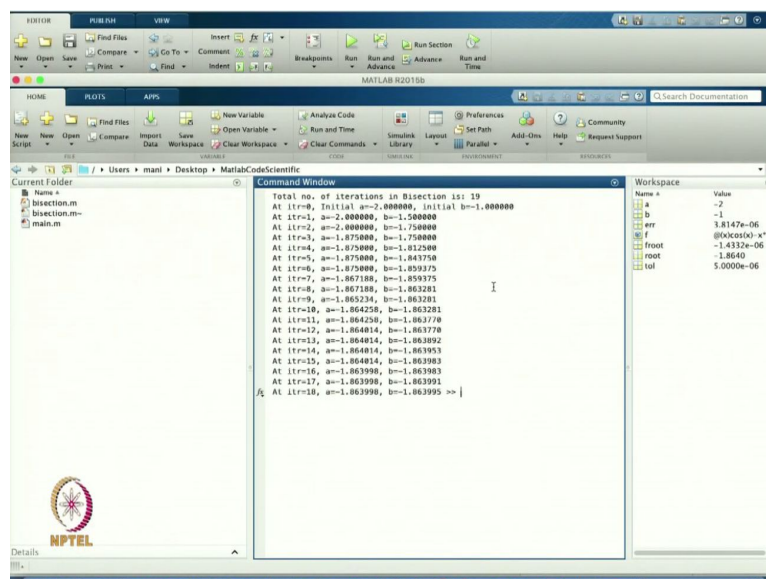 EDITOR PUBLISH VIEW
New Open Save Find Files Compare Print Go To Find Insert Comment Indent Breakpoints Run Run and Advance Run Section Advance Run and Time
MATLAB R2015b
HOME PLOTS APPS Search Documentation
New Script New Open Find Files Compare Import Data Save Workspace New Variable Open Variable Clear Workspace Analyze Code Run and Time Clear Commands Simulink Library Layout Preferences Set Path Parallel Add-Ons Help Community Request Support
FILE VARIABLE CODE SIMULINK ENVIRONMENT RESOURCES
/ Users mani Desktop MatlabCodeScientific
Current Folder
Name
bisection.m
bisection.m~
main.m
Details
Command Window
Total no. of iterations in Bisection is: 19
At itr=0, Initial a=-2.000000, initial b=-1.000000
At itr=1, a=-2.000000, b=-1.500000
At itr=2, a=-2.000000, b=-1.750000
At itr=3, a=-1.875000, b=-1.750000
At itr=4, a=-1.875000, b=-1.812500
At itr=5, a=-1.875000, b=-1.843750
At itr=6, a=-1.875000, b=-1.859375
At itr=7, a=-1.867188, b=-1.859375
At itr=8, a=-1.867188, b=-1.863281
At itr=9, a=-1.865234, b=-1.863281
At itr=10, a=-1.864258, b=-1.863281
At itr=11, a=-1.864258, b=-1.863770
At itr=12, a=-1.864014, b=-1.863770
At itr=13, a=-1.864014, b=-1.863892
At itr=14, a=-1.864014, b=-1.863953
At itr=15, a=-1.864014, b=-1.863983
At itr=16, a=-1.863998, b=-1.863983
At itr=17, a=-1.863998, b=-1.863991
fx At itr=18, a=-1.863998, b=-1.863995 >>
Workspace
Name Value
a -2
b -1
err 3.8147e-06
f @(x)cos(x)-x*
froot -1.4332e-06
root -1.8640
tol 5.0000e-06
NPTEL